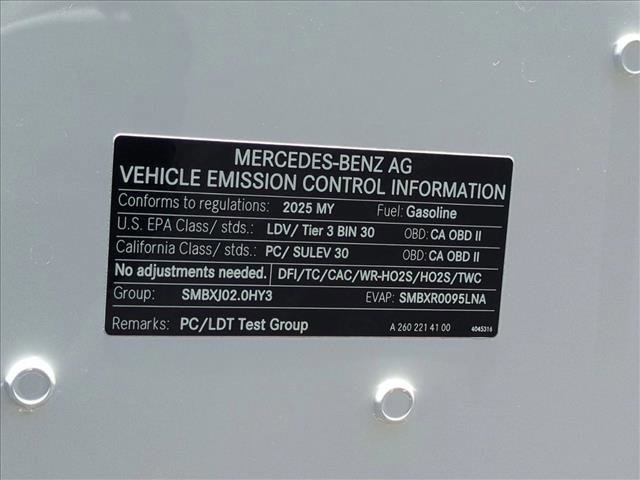 MERCEDES-BENZ AG
VEHICLE EMISSION CONTROL INFORMATION
Conforms to regulations: 2025 MY Fuel: Gasoline
U.S. EPA Class/ stds.: LDV/ Tier 3 BIN 30 OBD: CA OBD II
California Class/ stds.: PC/ SULEV 30 OBD: CA OBD II
No adjustments needed. DFI/TC/CAC/WR-HO2S/HO2S/TWC
Group: SMBXJ02.0HY3 EVAP: SMBXR0095LNA
Remarks: PC/LDT Test Group A 260 221 41 00 4045316